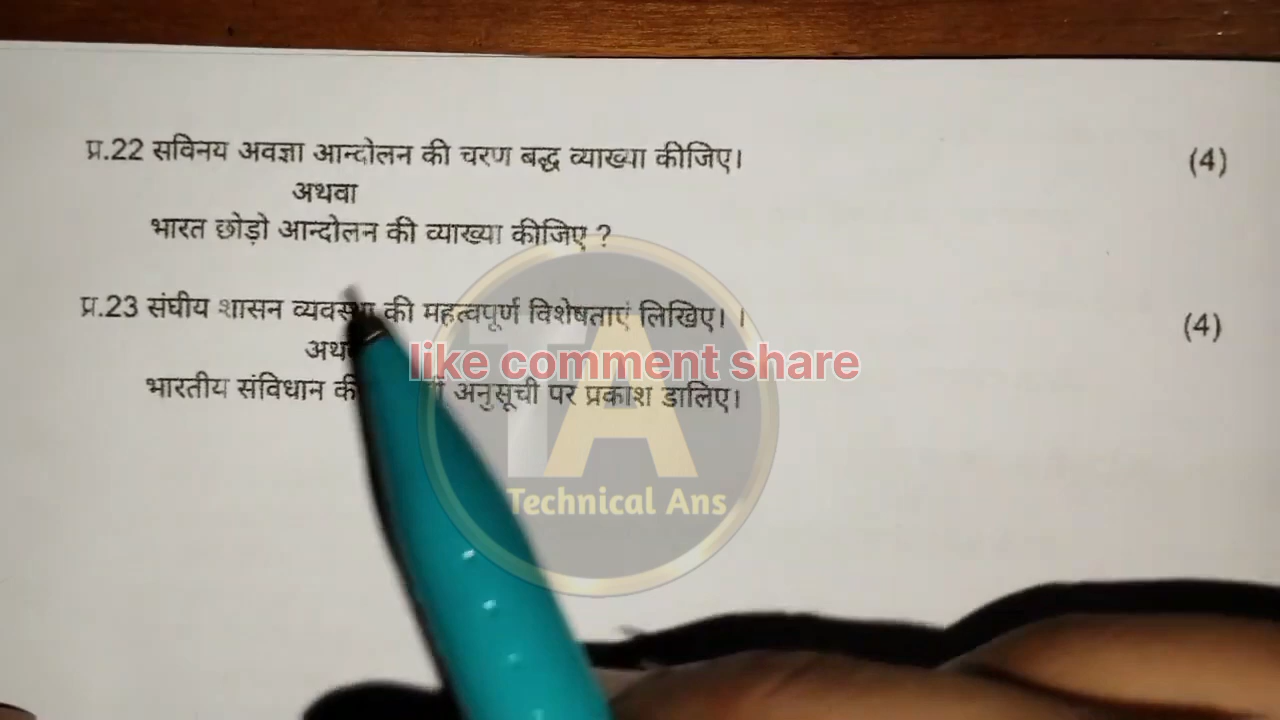 प्र.22 सविनय अवज्ञा आन्दोलन की चरण बद्ध व्याख्या कीजिए। (4)
अथवा
भारत छोड़ो आन्दोलन की व्याख्या कीजिए ?
प्र.23 संघीय शासन व्यवस्था की महत्वपूर्ण विशेषताएं लिखिए। । (4)
like comment share
भारतीय संविधान की अनुसूची पर प्रकाश डालिए।
TA
Technical Ans